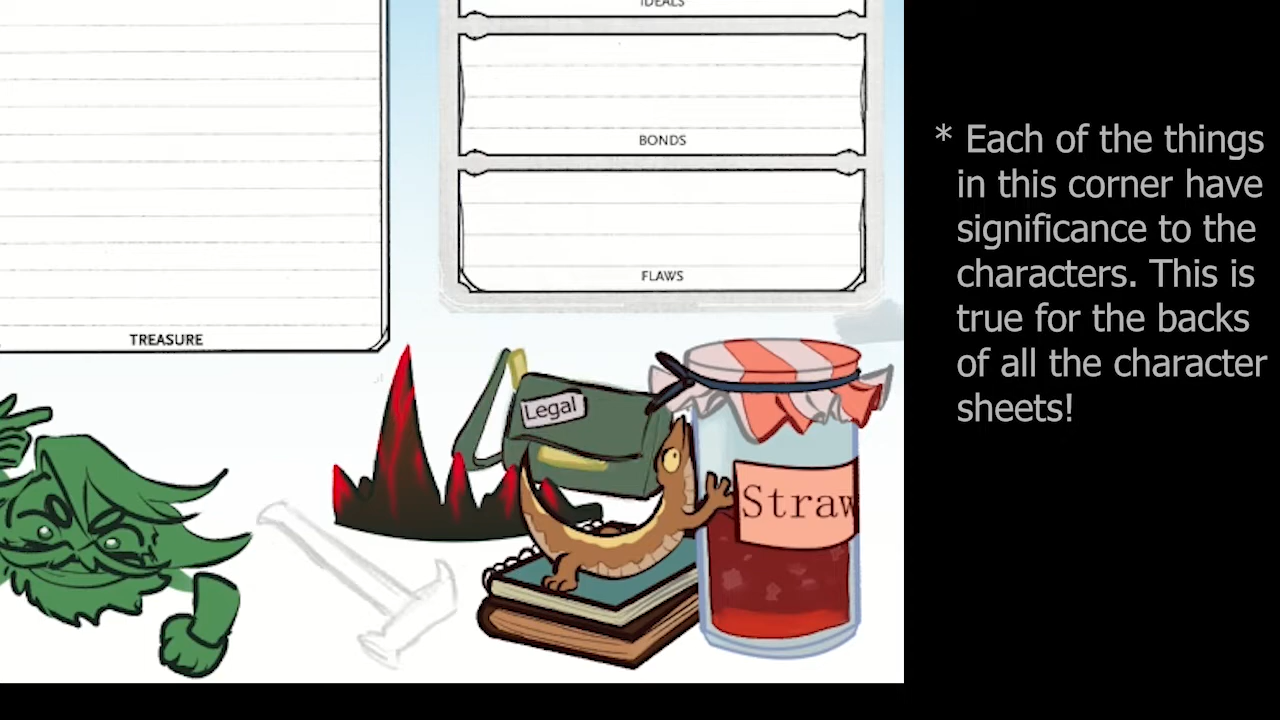 IDEALS
BONDS
FLAWS
TREASURE
Legal
Straw
* Each of the things
in this corner have
significance to the
characters. This is
true for the backs
of all the character
sheets!